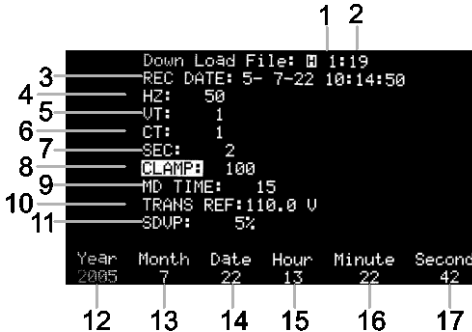 1 2
Down Load File: H 1:19
3 REC DATE: 5- 7-22 10:14:50
4 HZ: 50
5 VT: 1
6 CT: 1
7 SEC: 2
8 CLAMP: 100
9 MD TIME: 15
10 TRANS REF:110.0 V
11 SDVP: 5%
Year Month Date Hour Minute Second
2005 7 22 13 22 42
12 13 14 15 16 17